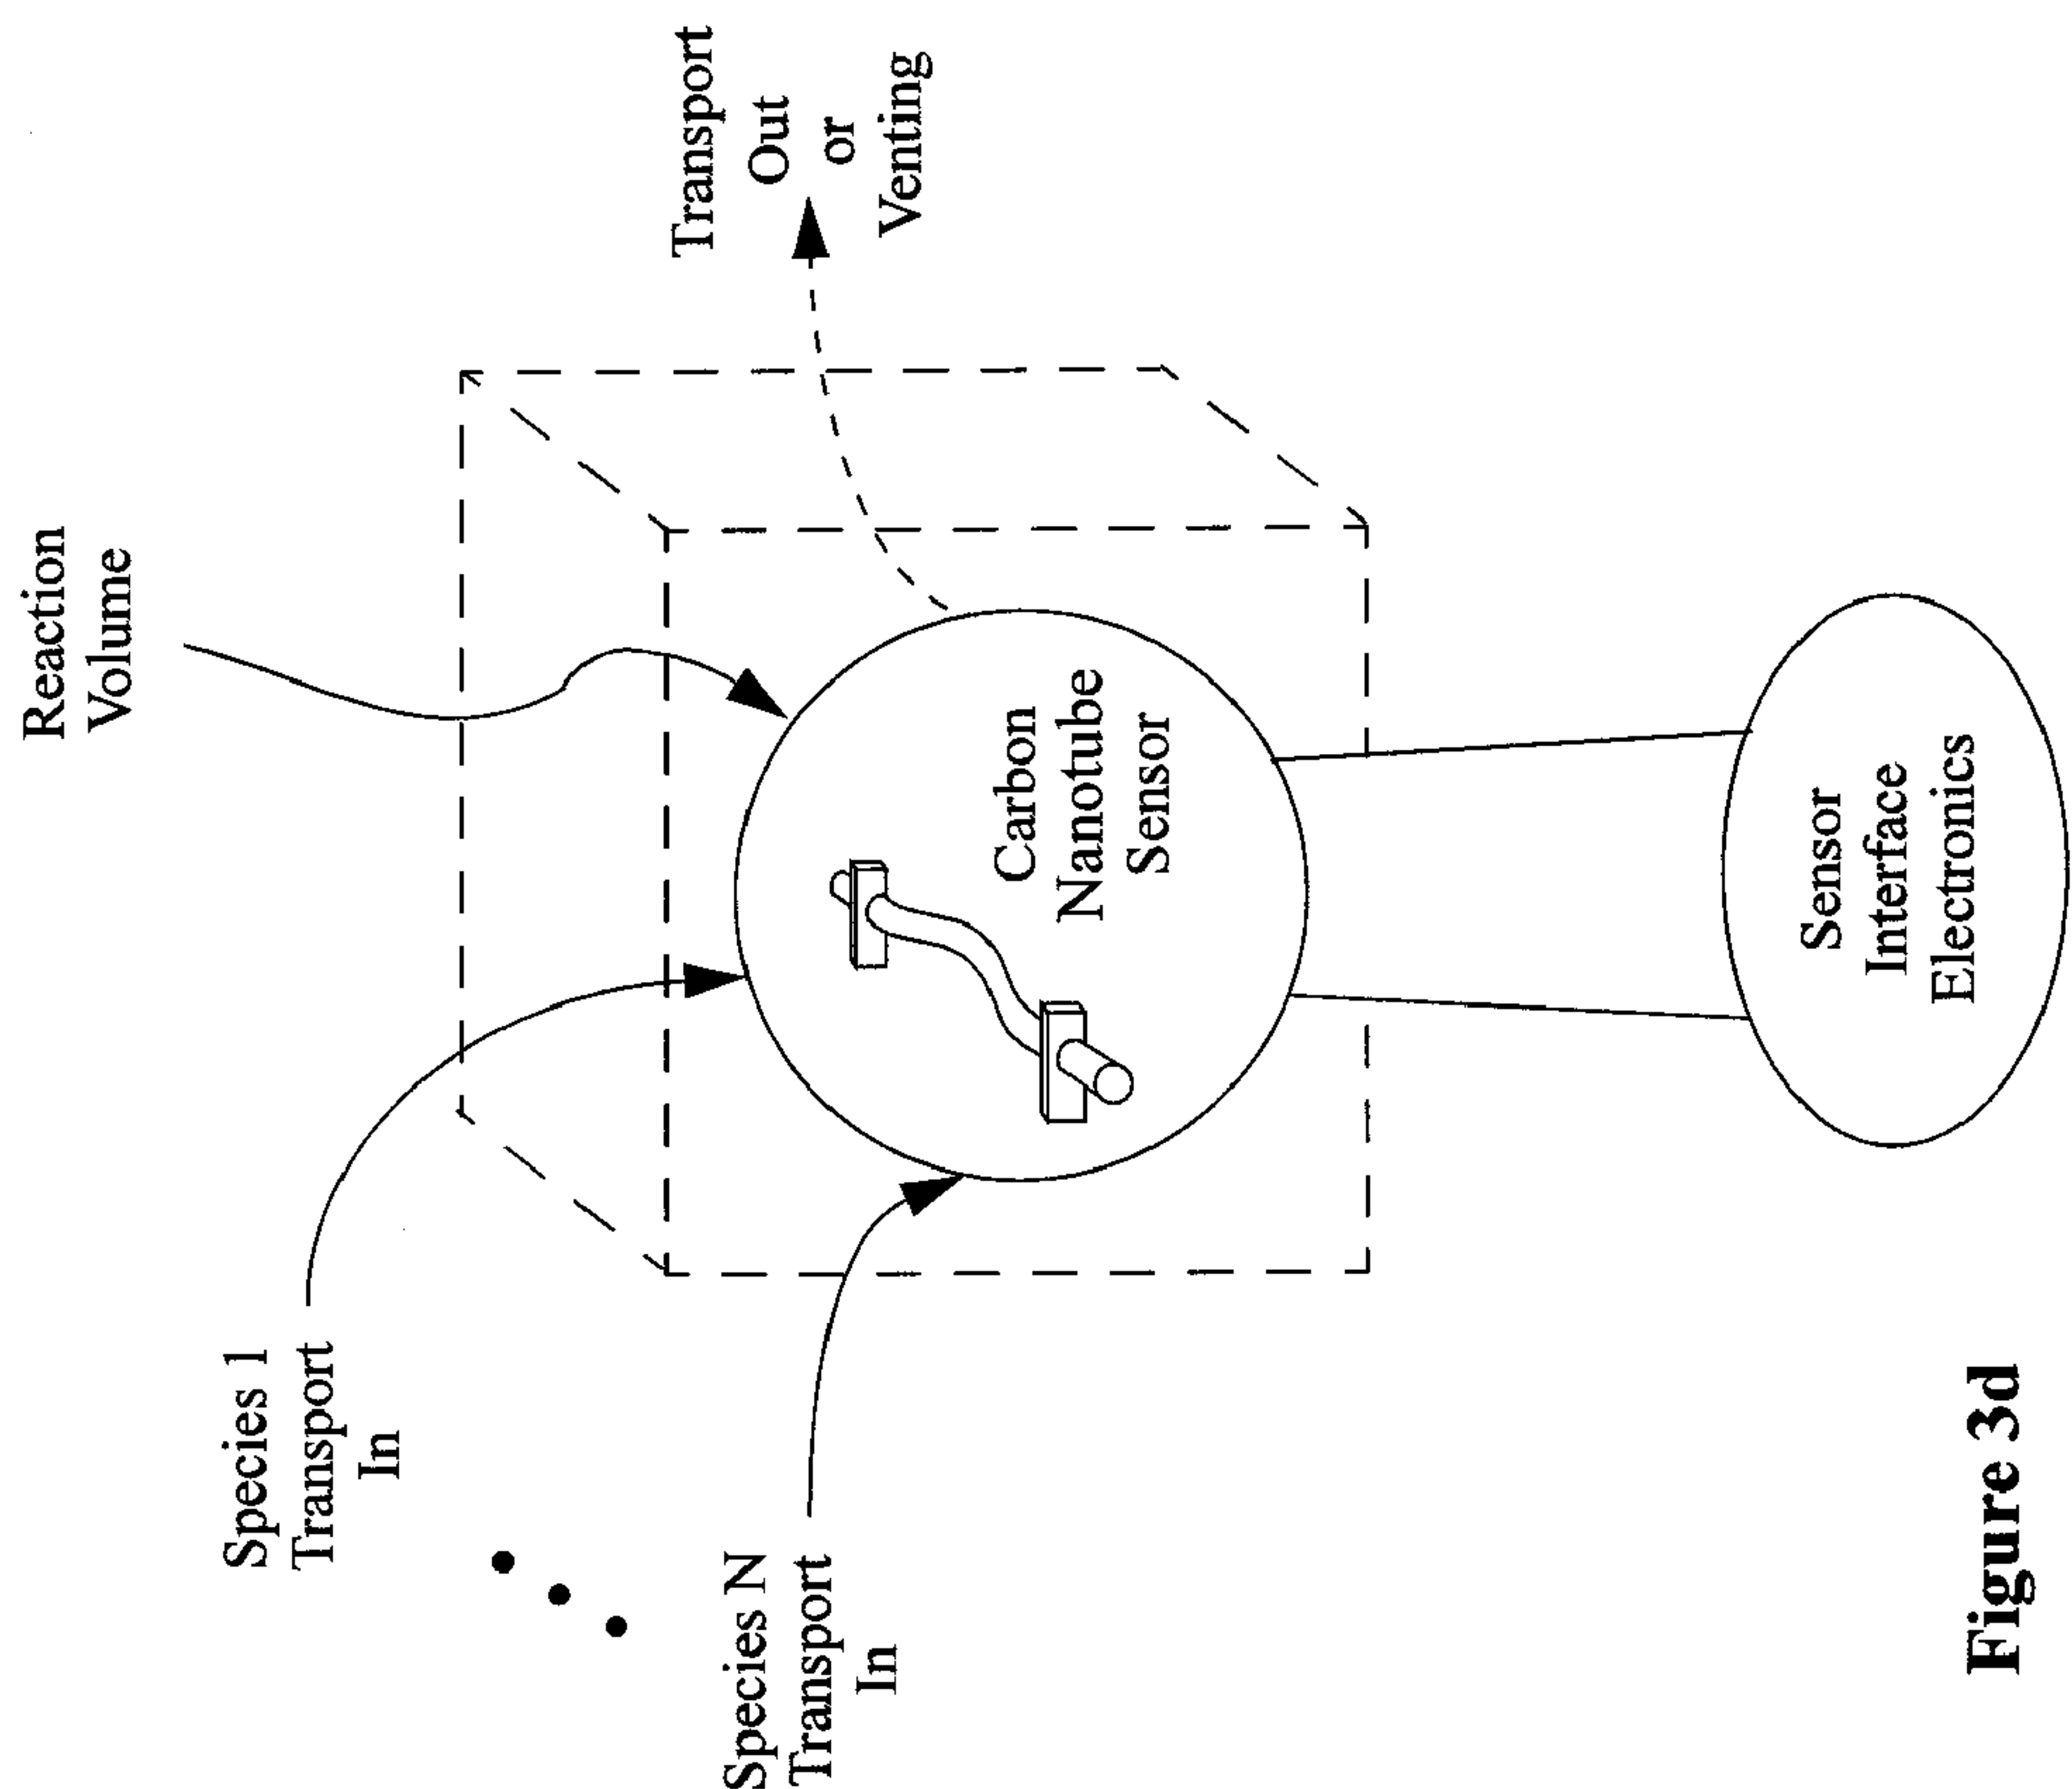 Reaction
Volume
Species 1
Transport
In
Species N
Transport
In
Transport
Out
or
Venting
Carbon
Nanotube
Sensor
Sensor
Interface
Electronics
Figure 3d